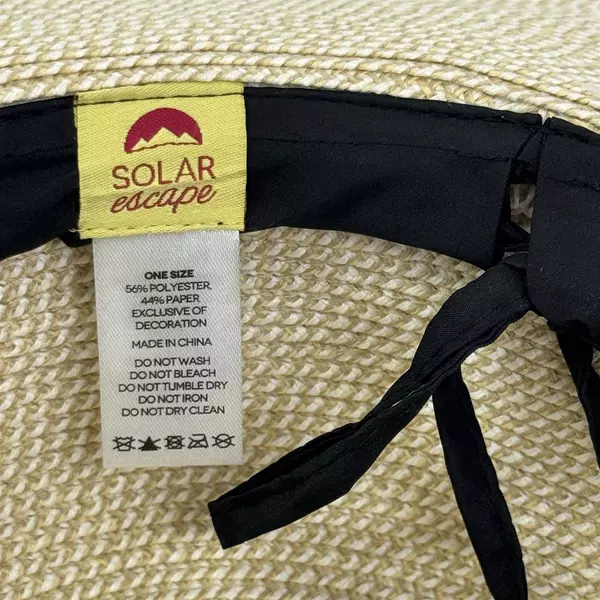 SOLAR
escape
ONE SIZE
56% POLYESTER,
44% PAPER
EXCLUSIVE OF
DECORATION
MADE IN CHINA
DO NOT WASH
DO NOT BLEACH
DO NOT TUMBLE DRY
DO NOT IRON
DO NOT DRY CLEAN